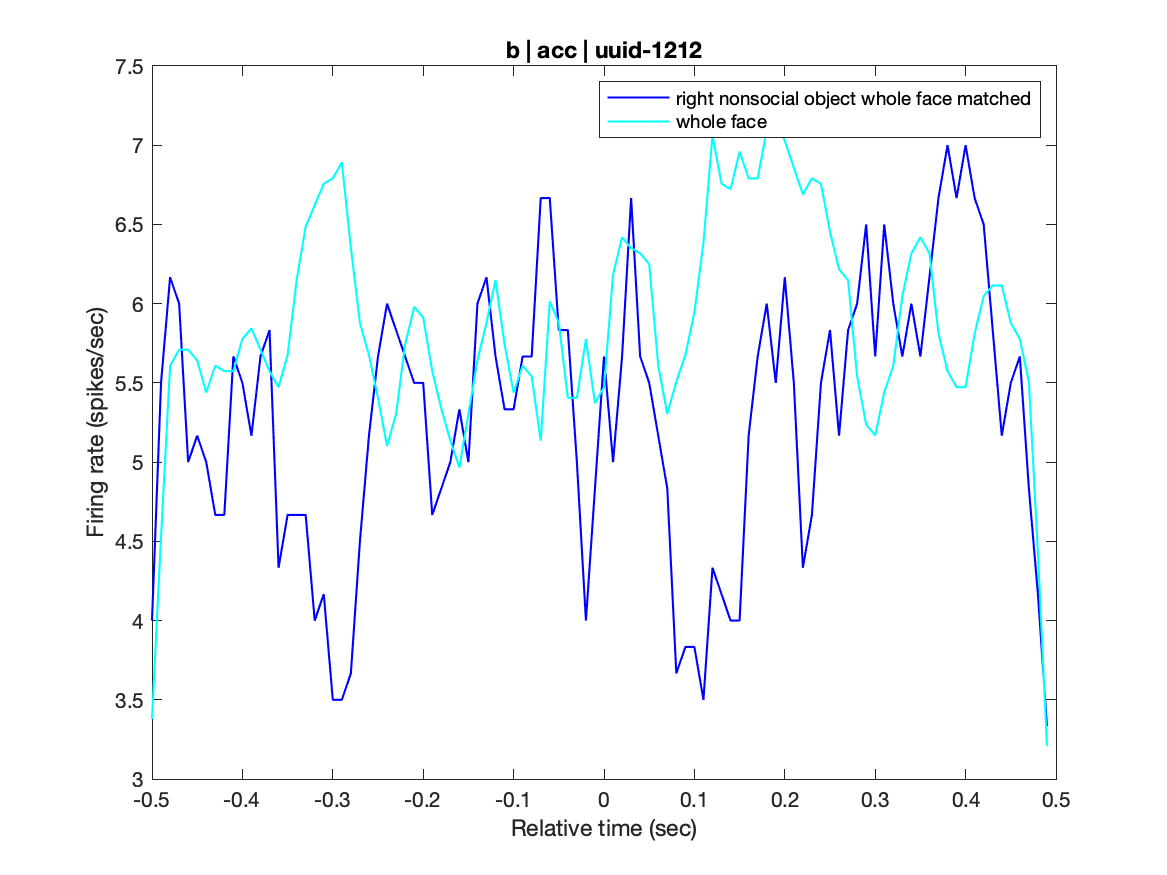 b | acc | uuid-1212
7.5
7
6.5
6
5.5
5
4.5
4
3.5
3
Firing rate (spikes/sec)
right nonsocial object whole face matched
whole face
-0.5 -0.4 -0.3 -0.2 -0.1 0 0.1 0.2 0.3 0.4 0.5
Relative time (sec)